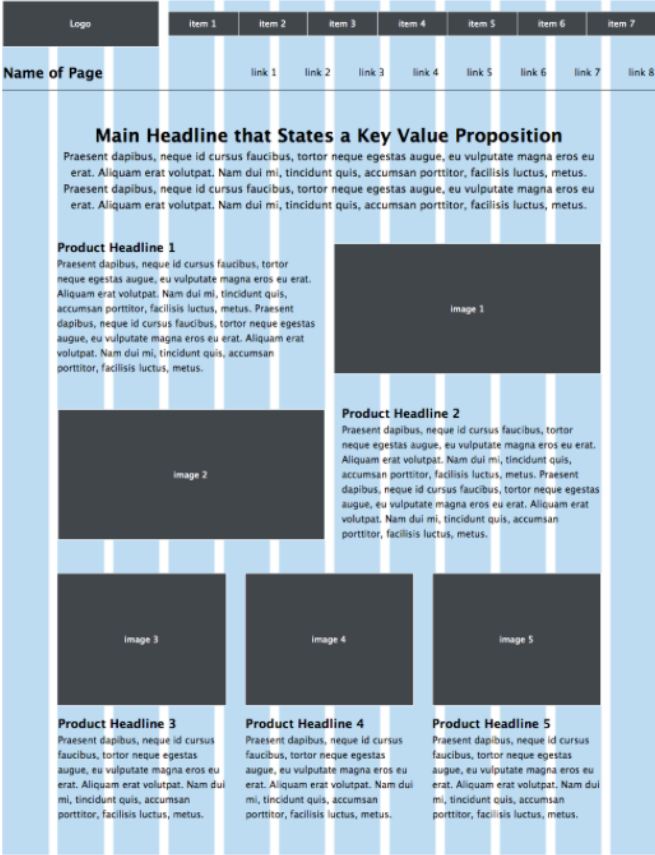 Logo
item 1 item 2 item 3 item 4 item 5 item 6 item 7
Name of Page
link 1 link 2 link 3 link 4 link 5 link 6 link 7 link 8
Main Headline that States a Key Value Proposition
Praesent dapibus, neque id cursus faucibus, tortor neque egestas augue, eu vulputate magna eros eu
erat. Aliquam erat volutpat. Nam dui mi, tincidunt quis, accumsan porttitor, facilisis luctus, metus.
Praesent dapibus, neque id cursus faucibus, tortor neque egestas augue, eu vulputate magna eros eu
erat. Aliquam erat volutpat. Nam dui mi, tincidunt quis, accumsan porttitor, facilisis luctus, metus.
Product Headline 1
Praesent dapibus, neque id cursus faucibus, tortor
neque egestas augue, eu vulputate magna eros eu erat.
Aliquam erat volutpat. Nam dui mi, tincidunt quis,
accumsan porttitor, facilisis luctus, metus. Praesent
dapibus, neque id cursus faucibus, tortor neque egestas
augue, eu vulputate magna eros eu erat. Aliquam erat
volutpat. Nam dui mi, tincidunt quis, accumsan
porttitor, facilisis luctus, metus.
image 1
image 2
Product Headline 2
Praesent dapibus, neque id cursus faucibus, tortor
neque egestas augue, eu vulputate magna eros eu erat.
Aliquam erat volutpat. Nam dui mi, tincidunt quis,
accumsan porttitor, facilisis luctus, metus. Praesent
dapibus, neque id cursus faucibus, tortor neque egestas
augue, eu vulputate magna eros eu erat. Aliquam erat
volutpat. Nam dui mi, tincidunt quis, accumsan
porttitor, facilisis luctus, metus.
image 3
Product Headline 3
Praesent dapibus, neque id cursus
faucibus, tortor neque egestas
augue, eu vulputate magna eros eu
erat. Aliquam erat volutpat. Nam dui
mi, tincidunt quis, accumsan
porttitor, facilisis luctus, metus.
image 4
Product Headline 4
Praesent dapibus, neque id cursus
faucibus, tortor neque egestas
augue, eu vulputate magna eros eu
erat. Aliquam erat volutpat. Nam dui
mi, tincidunt quis, accumsan
porttitor, facilisis luctus, metus.
image 5
Product Headline 5
Praesent dapibus, neque id cursus
faucibus, tortor neque egestas
augue, eu vulputate magna eros eu
erat. Aliquam erat volutpat. Nam dui
mi, tincidunt quis, accumsan
porttitor, facilisis luctus, metus.